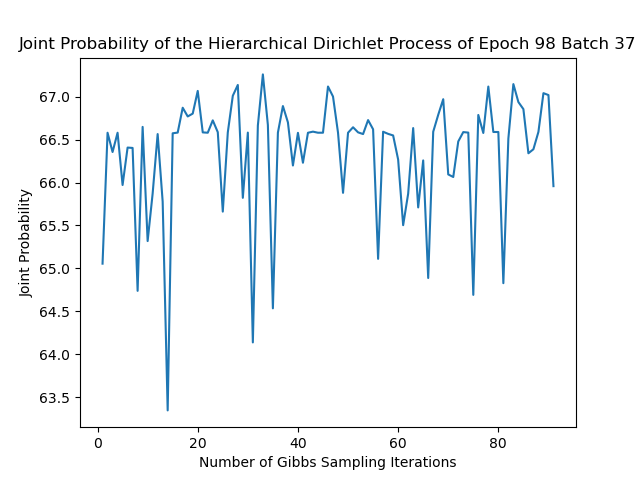 Joint Probability of the Hierarchical Dirichlet Process of Epoch 98 Batch 37
Joint Probability
67.0
66.5
66.0
65.5
65.0
64.5
64.0
63.5
0 20 40 60 80
Number of Gibbs Sampling Iterations